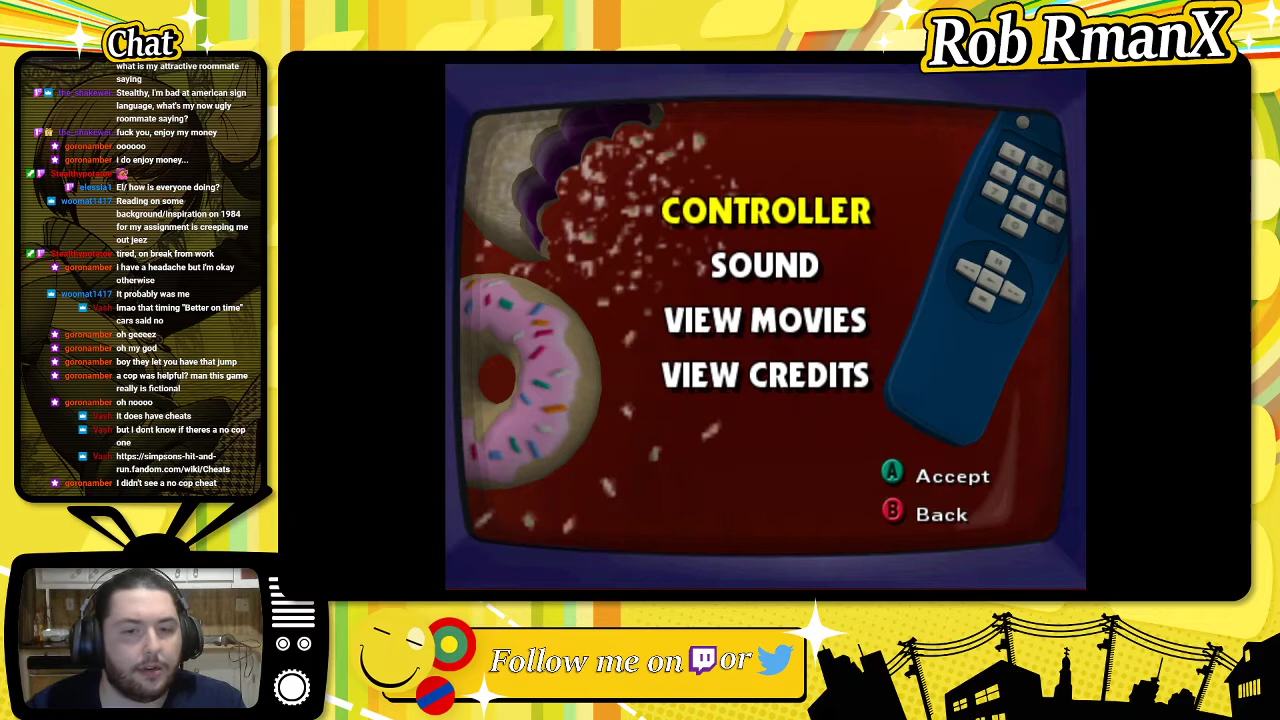 Chat
what is my attractive roommate
saying
the_snakewei Stealthy, I'm bad at american sign
language, what's my now ugly
roommate saying?
the_snakewei fuck you, enjoy my money
goronamber oooooo
goronamber I do enjoy money...
Stealthypotatoe
elessia1 El/ how is everyone doing?
woomat1417 Reading on some
background/inspiration on 1984
for my assignment is creeping me
out jeez
Stealthypotatoe tired, on break from work
goronamber I have a headache but I'm okay
otherwise
woomat1417 It probably was me
Vash lmao that timing "Better on time"
cars said no
goronamber oh jeeez
goronamber oh my god
goronamber boy they let you have that jump
goronamber a cop was helpful? man this game
really is fictional
goronamber oh noooo
Vash It does have cheats
Vash but I dont know if theres a no cop
one
Vash https://simpsons-hit-and-
run.fandom.com/wiki/Cheats
goronamber I didn't see a no cop cheat
Rob RmanX
CONTROLLER
SOUND
VIEW MOVIES
VIEW CREDITS
A Accept
B Back
Follow me on or